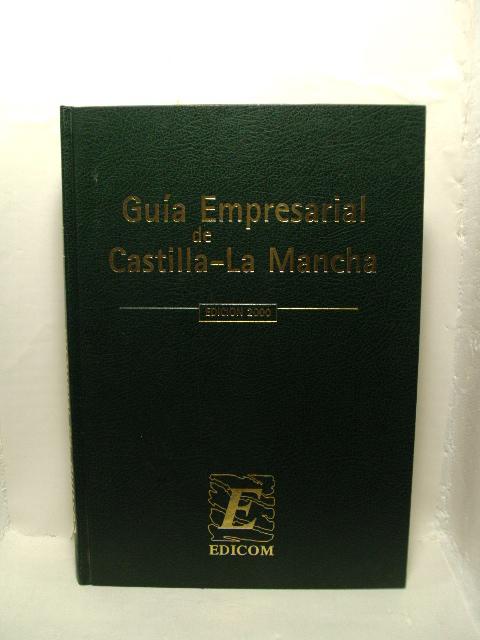 Guía Empresarial
de
Castilla-La Mancha
EDICION 2000
E
EDICOM